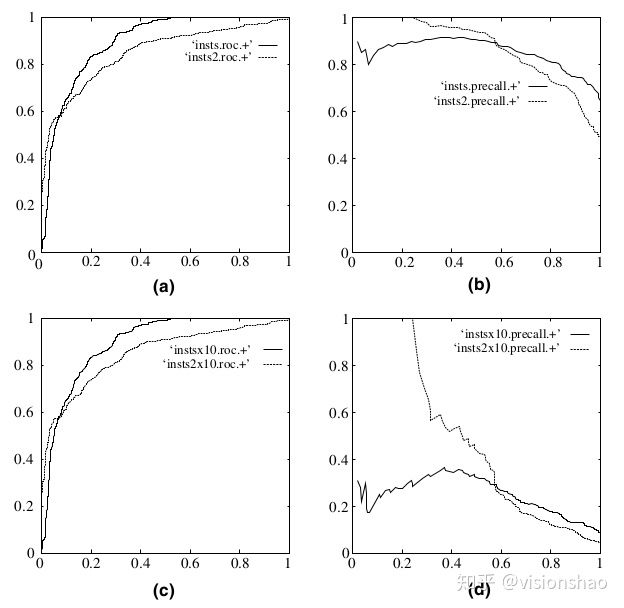 1
0.8
0.6
0.4
0.2
0
0 0.2 0.4 0.6 0.8 1
‘insts.roc.+’
‘insts2.roc.+’
(a)
1
0.8
0.6
0.4
0.2
0
0 0.2 0.4 0.6 0.8 1
‘insts.precall.+’
‘insts2.precall.+’
(b)
1
0.8
0.6
0.4
0.2
0
0 0.2 0.4 0.6 0.8 1
‘instsx10.roc.+’
‘insts2x10.roc.+’
(c)
1
0.8
0.6
0.4
0.2
0
0 0.2 0.4 0.6 0.8 1
‘instsx10.precall.+’
‘insts2x10.precall.+’
(d)
知乎 @visionshao